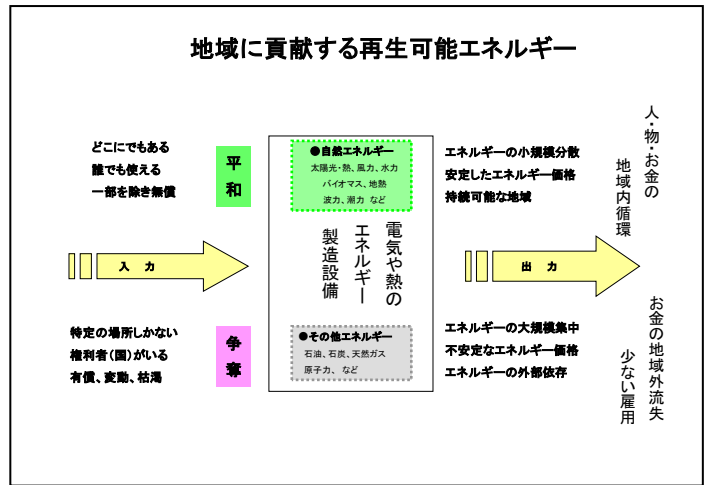 地域に貢献する再生可能エネルギー
どこにでもある
誰でも使える
一部を除き無償
平
和
●自然エネルギー
太陽光・熱、風力、水力
バイオマス、地熱
波力、潮力 など
エネルギーの小規模分散
安定したエネルギー価格
持続可能な地域
人・物・お金の
地域内循環
入 力
電気や熱の
エネルギー
製造設備
出 力
特定の場所しかない
権利者(国)がいる
有償、変動、枯渇
争
奪
●その他エネルギー
石油、石炭、天然ガス
原子力、など
エネルギーの大規模集中
不安定なエネルギー価格
エネルギーの外部依存
お金の地域外流失
少ない雇用